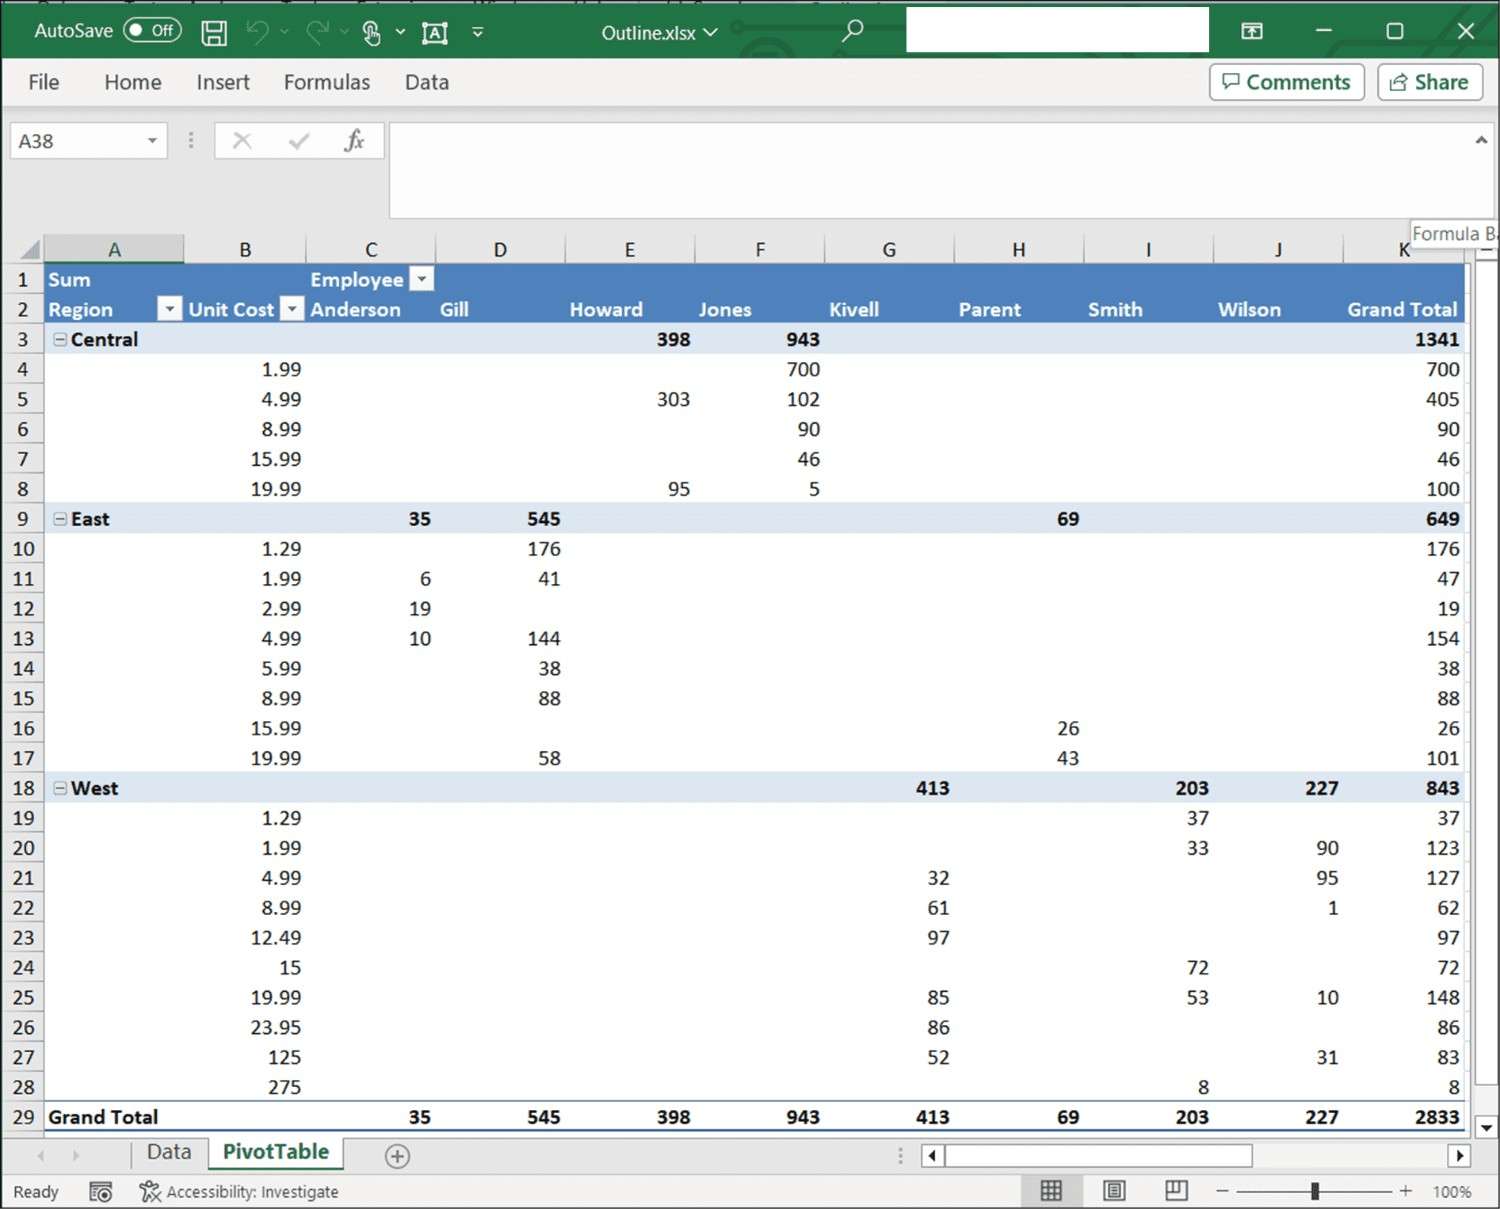 AutoSave Off Outline.xlsx
File Home Insert Formulas Data Comments Share
A38 fx
Formula Ba
A B C D E F G H I J K
1 Sum Employee
2 Region Unit Cost Anderson Gill Howard Jones Kivell Parent Smith Wilson Grand Total
3 Central 398 943 1341
4 1.99 700 700
5 4.99 303 102 405
6 8.99 90 90
7 15.99 46 46
8 19.99 95 5 100
9 East 35 545 69 649
10 1.29 176 176
11 1.99 6 41 47
12 2.99 19 19
13 4.99 10 144 154
14 5.99 38 38
15 8.99 88 88
16 15.99 26 26
17 19.99 58 43 101
18 West 413 203 227 843
19 1.29 37 37
20 1.99 33 90 123
21 4.99 32 95 127
22 8.99 61 1 62
23 12.49 97 97
24 15 72 72
25 19.99 85 53 10 148
26 23.95 86 86
27 125 52 31 83
28 275 8 8
29 Grand Total 35 545 398 943 413 69 203 227 2833
Data PivotTable
Ready Accessibility: Investigate 100%